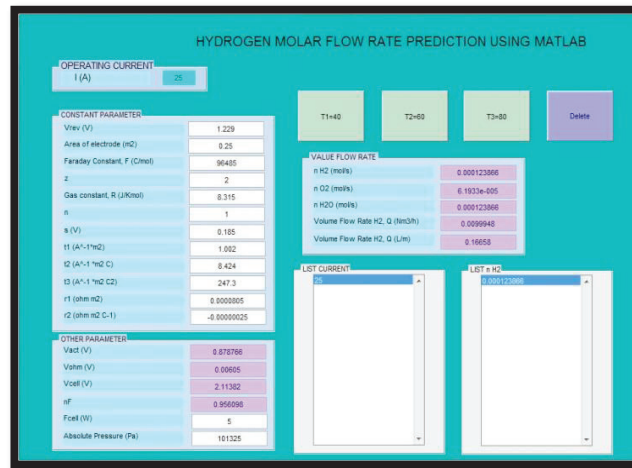 HYDROGEN MOLAR FLOW RATE PREDICTION USING MATLAB
OPERATING CURRENT
I (A) 25
T1=40 T2=60 T3=80 Delete
CONSTANT PARAMETER
Vrev (V) 1.229
Area of electrode (m2) 0.25
Faraday Constant, F (C/mol) 96485
z 2
Gas constant, R (J/Kmol) 8.315
n 1
s (V) 0.185
t1 (A^-1*m2) 1.002
t2 (A^-1 *m2 C) 8.424
t3 (A^-1 *m2 C2) 247.3
r1 (ohm m2) 0.0000805
r2 (ohm m2 C-1) -0.00000025
VALUE FLOW RATE
n H2 (mol/s) 0.000123866
n O2 (mol/s) 6.1933e-005
n H2O (mol/s) 0.000123866
Volume Flow Rate H2, Q (Nm3/h) 0.0099948
Volume Flow Rate H2, Q (L/m) 0.16658
LIST CURRENT
25
LIST n H2
0.000123866
OTHER PARAMETER
Vact (V) 0.878766
Vohm (V) 0.00605
Vcell (V) 2.11382
nF 0.956098
Fcell (W) 5
Absolute Pressure (Pa) 101325